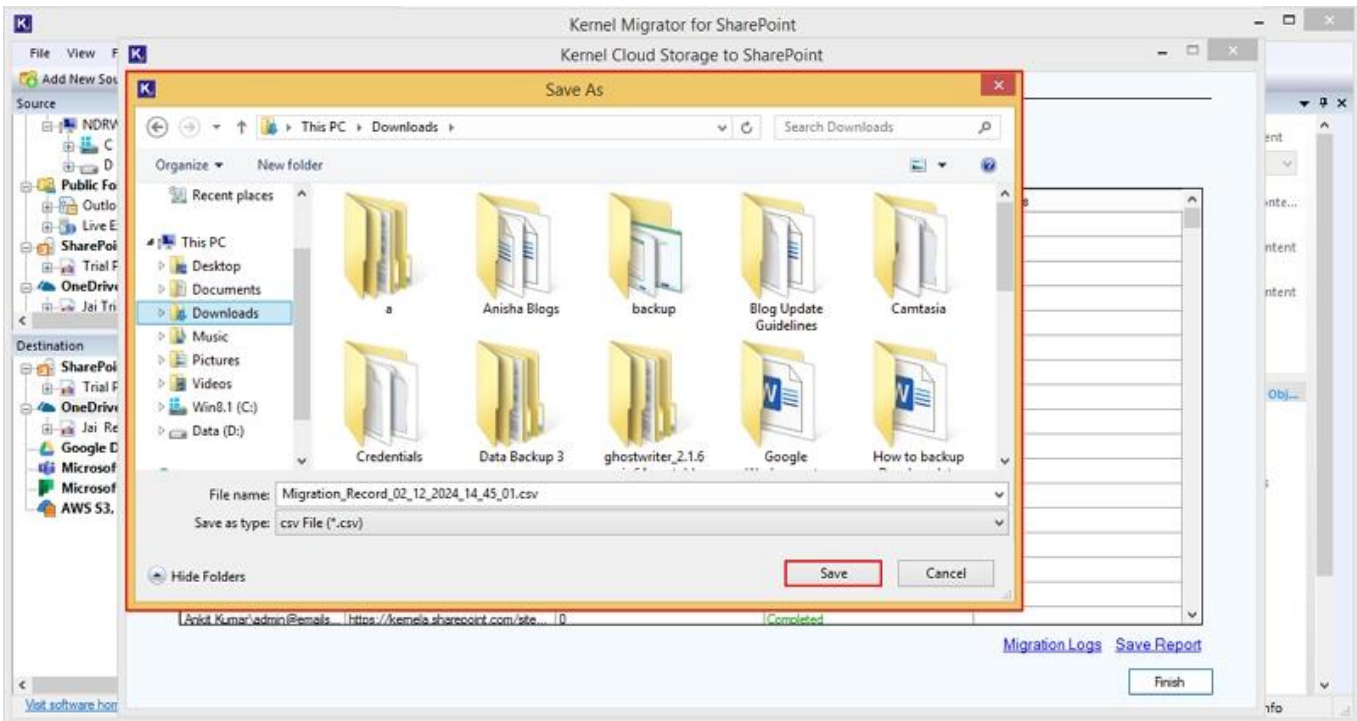 Kernel Migrator for SharePoint
File View F
Kernel Cloud Storage to SharePoint
Add New Sou
Save As
Source
NDRW
C
D
Public Fo
Outlo
Live E
SharePoi
Trial P
OneDrive
Jai Tri
This PC Downloads
Search Downloads
Organize New folder
Recent places
This PC
Desktop
Documents
Downloads
Music
Pictures
Videos
Win8.1 (C:)
Data (D:)
a
Anisha Blogs
backup
Blog Update
Guidelines
Camtasia
Credentials
Data Backup 3
ghostwriter_2.1.6
Google
How to backup
ent
onte...
ntent
ntent
Obj...
s
s
Destination
SharePoi
Trial P
OneDrive
Jai Re
Google D
Microsof
Microsof
AWS S3,
File name: Migration_Record_02_12_2024_14_45_01.csv
Save as type: csv File (*.csv)
Hide Folders
Save
Cancel
Ankit Kumar\admin@emails... https://kernela.sharepoint.com/site... 0 Completed
Migration Logs Save Report
Finish
Visit software hom
nfo